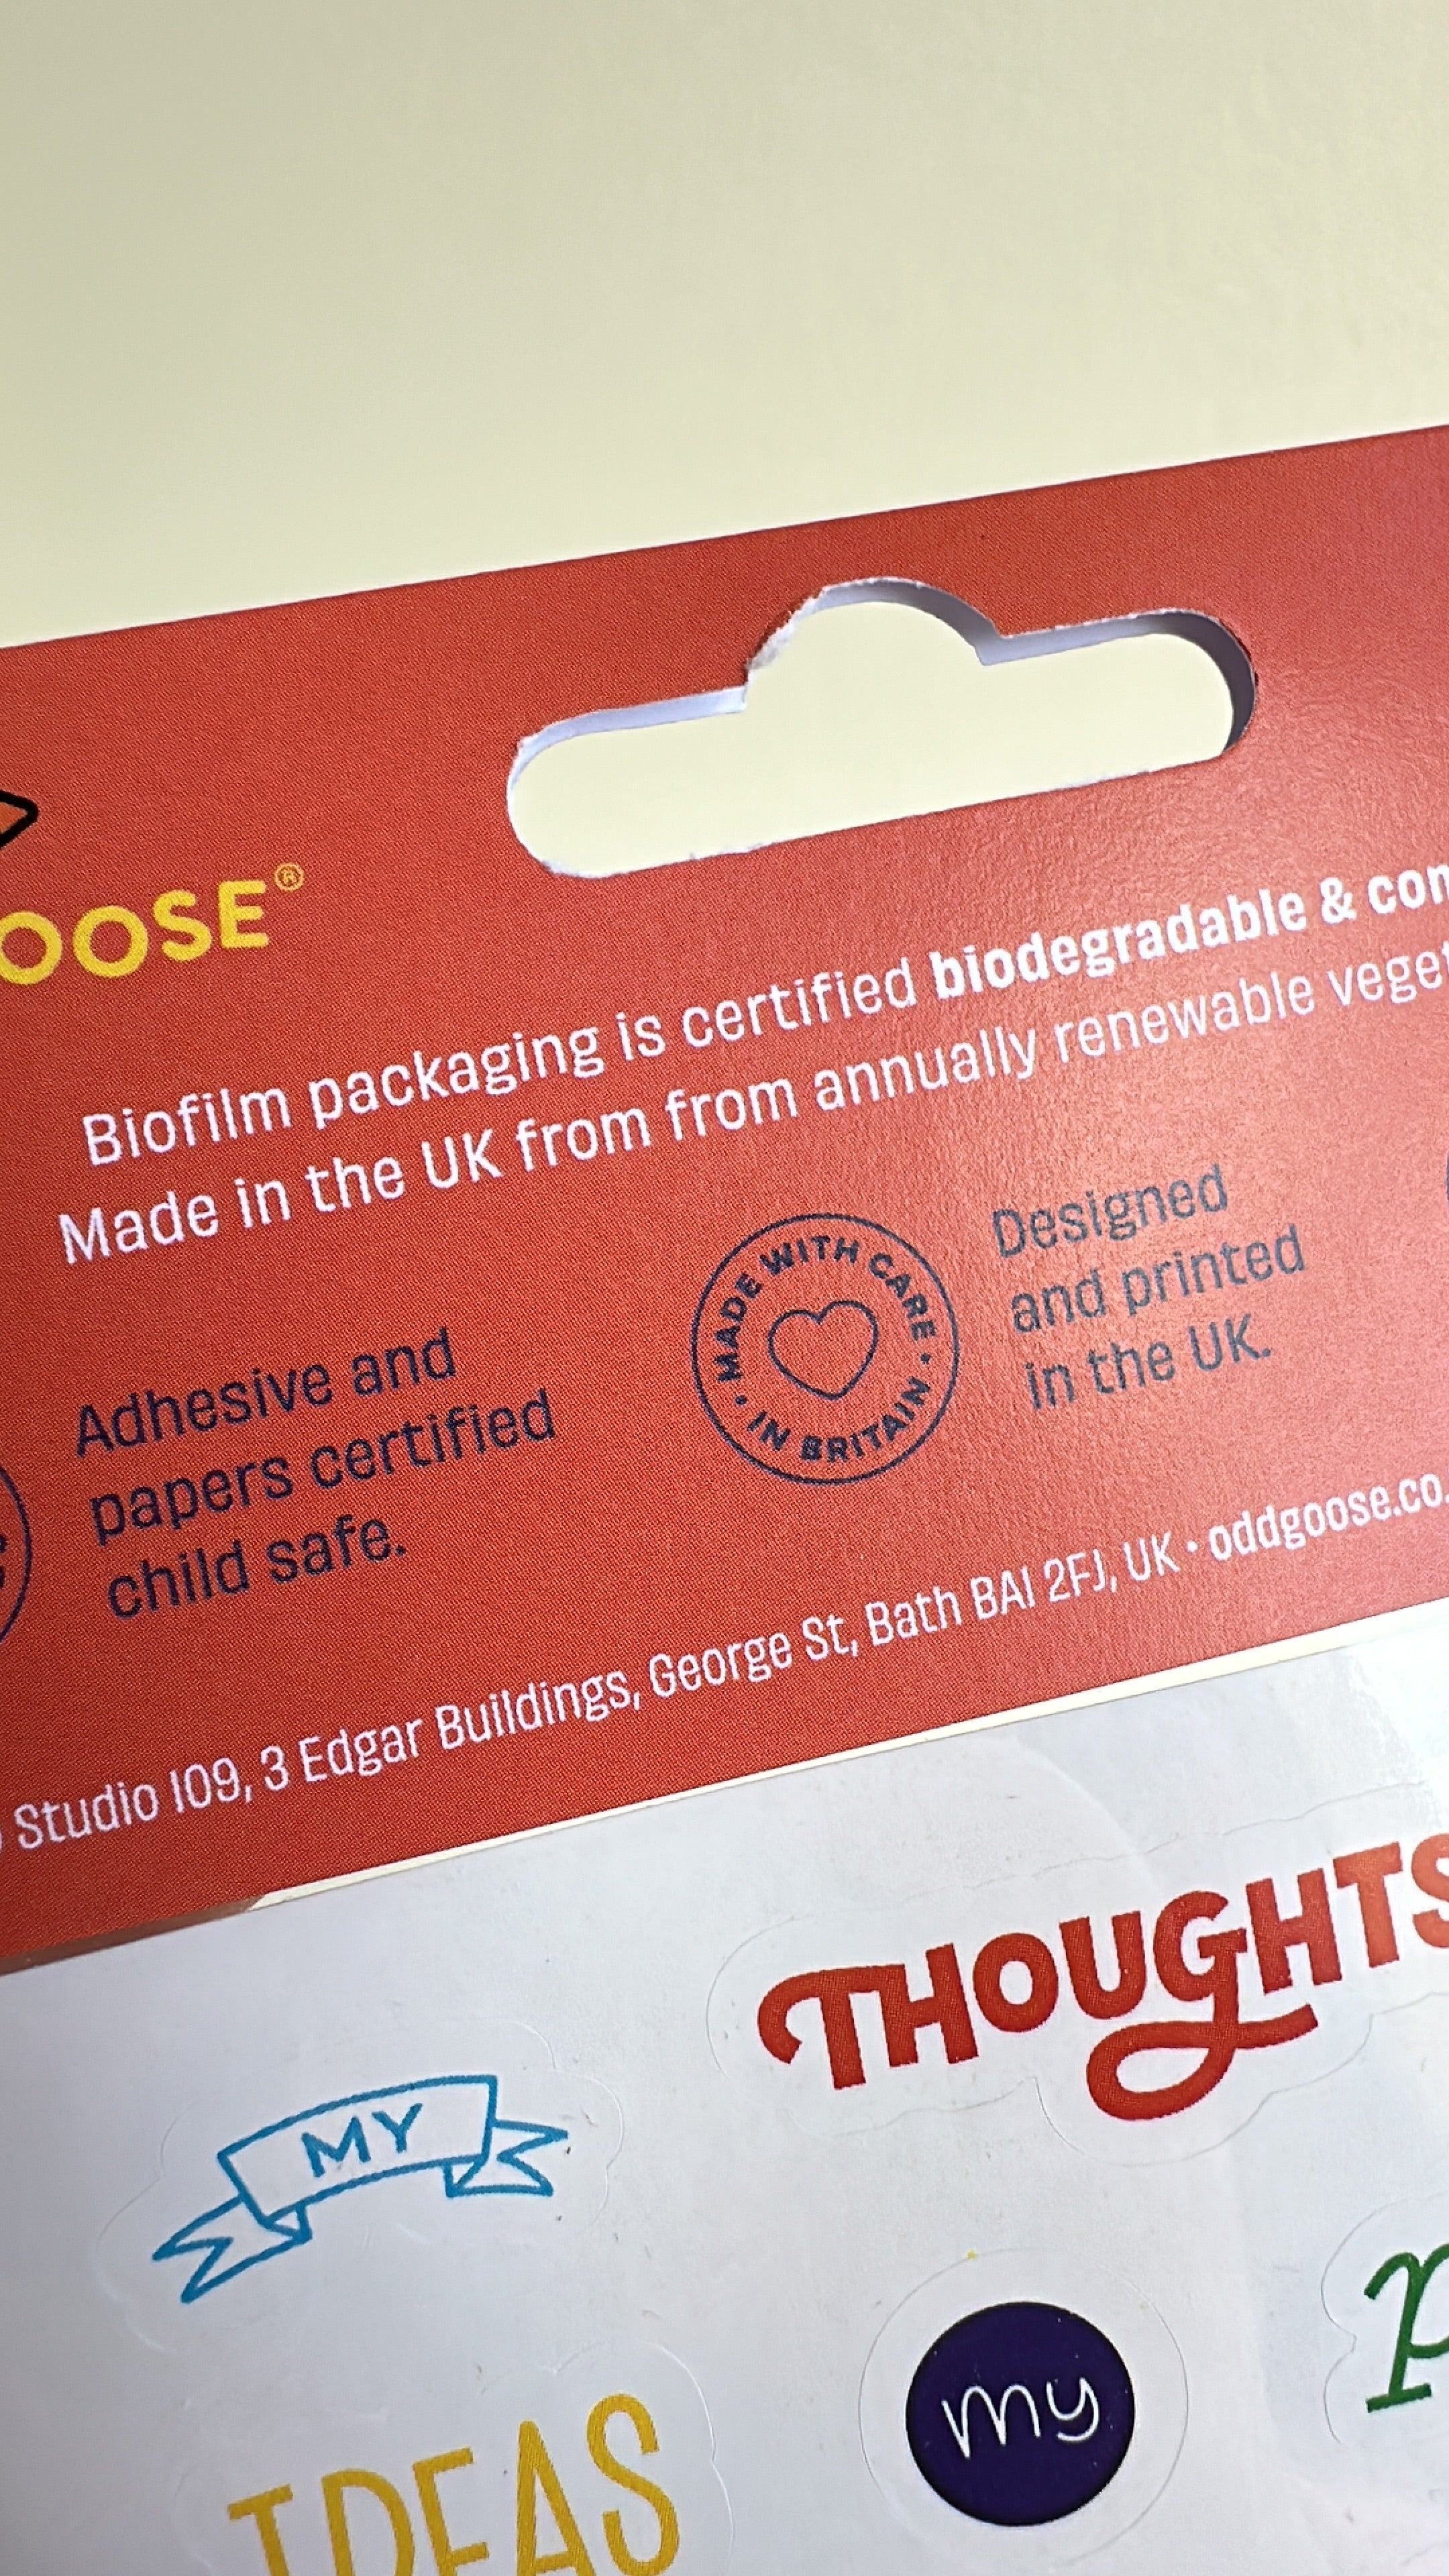 OOSE®
Biofilm packaging is certified biodegradable & com
Made in the UK from from annually renewable veget
Adhesive and
papers certified
child safe.
MADE WITH CARE
• IN BRITAIN •
Designed
and printed
in the UK.
Studio 109, 3 Edgar Buildings, George St, Bath BA1 2FJ, UK • oddgoose.co.
THOUGHTS
MY
my
IDEAS